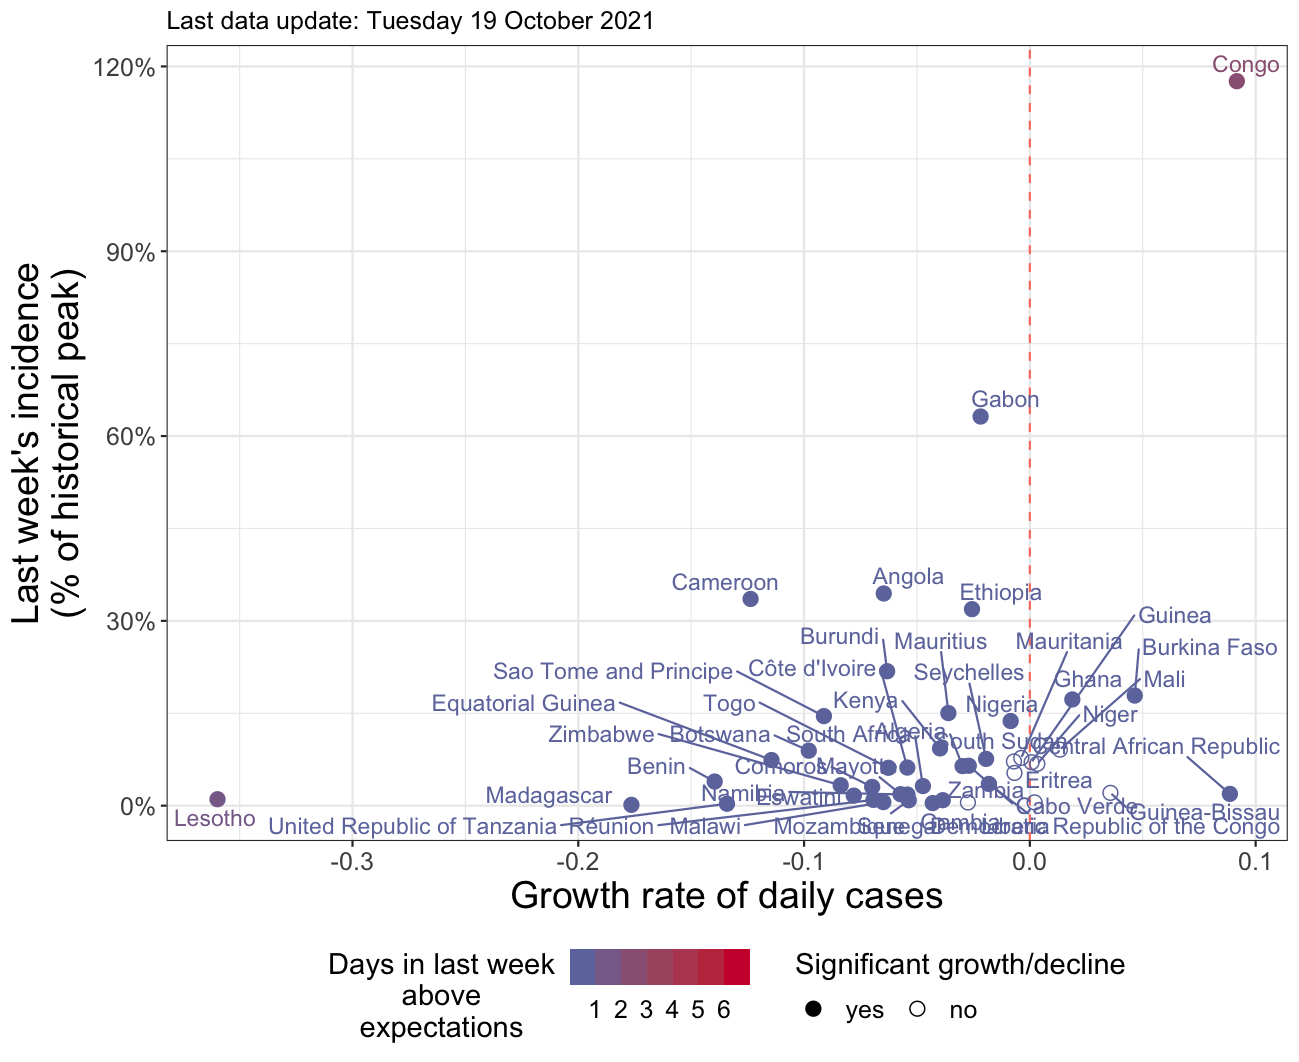 Last data update: Tuesday 19 October 2021
Last week's incidence
(% of historical peak)
120%
90%
60%
30%
0%
Congo
Gabon
Cameroon
Angola
Ethiopia
Guinea
Burundi
Mauritius
Mauritania
Burkina Faso
Sao Tome and Principe
Côte d'Ivoire
Seychelles
Ghana
Mali
Equatorial Guinea
Togo
Kenya
Nigeria
Niger
Zimbabwe
Botswana
South Africa
Algeria
South Sudan
Central African Republic
Benin
Comoros
Mayotte
Eritrea
Madagascar
Namibia
Eswatini
Zambia
Cabo Verde
Guinea-Bissau
Lesotho
United Republic of Tanzania
Réunion
Malawi
Mozambique
Senegal
Gambia
Liberia
Democratic Republic of the Congo
-0.3
-0.2
-0.1
0.0
0.1
Growth rate of daily cases
Days in last week
above
expectations
1 2 3 4 5 6
Significant growth/decline
yes
no